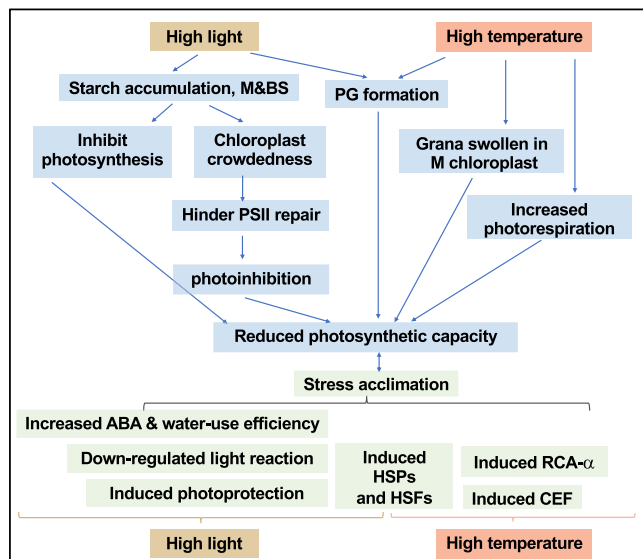 High light
High temperature
Starch accumulation, M&BS
PG formation
Inhibit
photosynthesis
Chloroplast
crowdedness
Grana swollen in
M chloroplast
Hinder PSII repair
Increased
photorespiration
photoinhibition
Reduced photosynthetic capacity
Stress acclimation
Increased ABA & water-use efficiency
Down-regulated light reaction
Induced photoprotection
Induced
HSPs
and HSFs
Induced RCA-α
Induced CEF
High light
High temperature